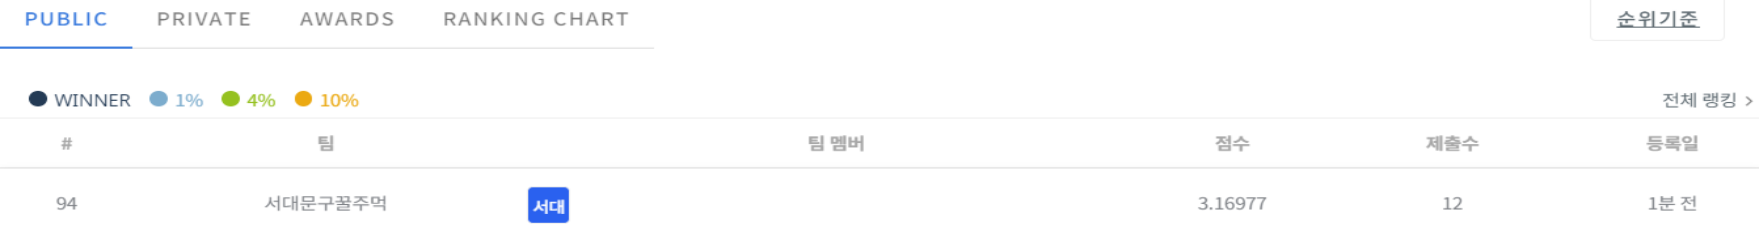 PUBLIC PRIVATE AWARDS RANKING CHART 순위기준
WINNER 1% 4% 10% 전체 랭킹 >
# 팀 팀 멤버 점수 제출수 등록일
94 서대문구꿀주먹 서대 3.16977 12 1분 전